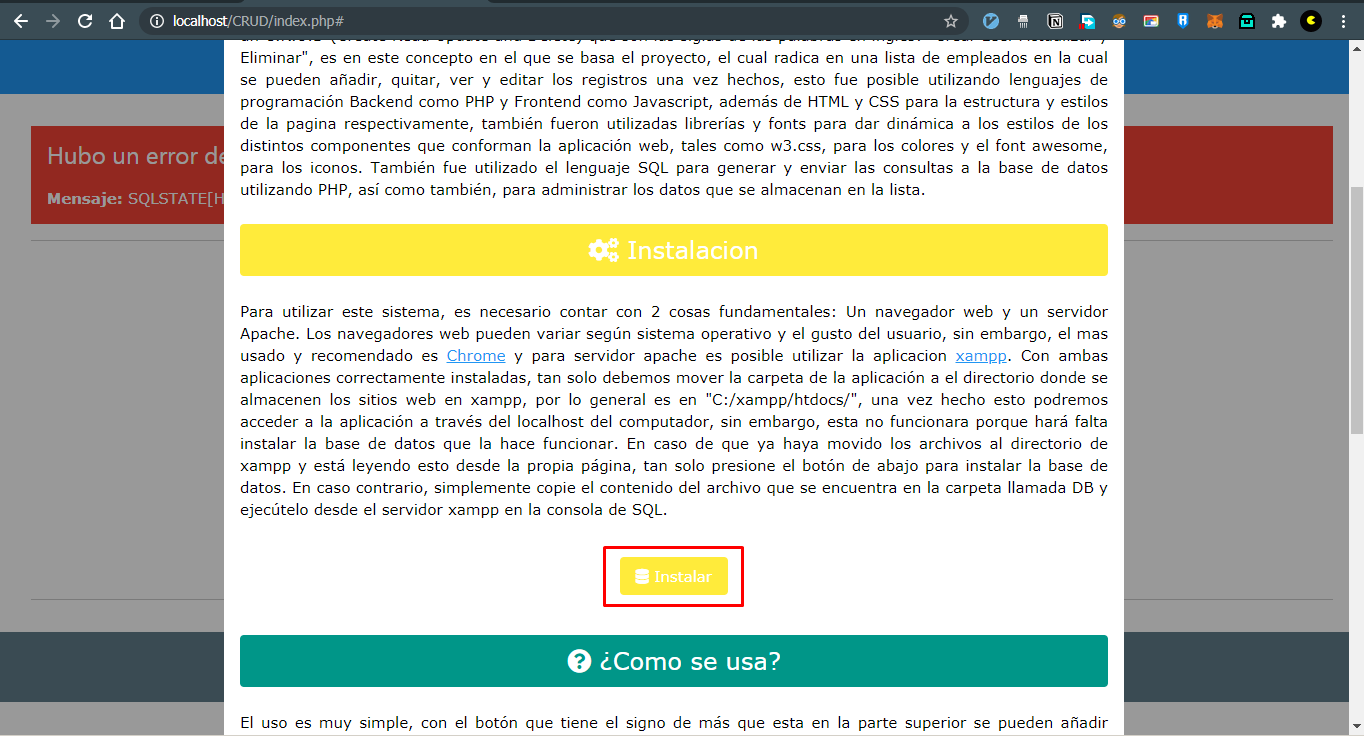 localhost/CRUD/index.php#
Eliminar", es en este concepto en el que se basa el proyecto, el cual radica en una lista de empleados en la cual
se pueden añadir, quitar, ver y editar los registros una vez hechos, esto fue posible utilizando lenguajes de
programación Backend como PHP y Frontend como Javascript, además de HTML y CSS para la estructura y estilos
de la pagina respectivamente, también fueron utilizadas librerías y fonts para dar dinámica a los estilos de los
distintos componentes que conforman la aplicación web, tales como w3.css, para los colores y el font awesome,
para los iconos. También fue utilizado el lenguaje SQL para generar y enviar las consultas a la base de datos
utilizando PHP, así como también, para administrar los datos que se almacenan en la lista.
Hubo un error de
Mensaje: SQLSTATE[H
Instalacion
Para utilizar este sistema, es necesario contar con 2 cosas fundamentales: Un navegador web y un servidor
Apache. Los navegadores web pueden variar según sistema operativo y el gusto del usuario, sin embargo, el mas
usado y recomendado es Chrome y para servidor apache es posible utilizar la aplicacion xampp. Con ambas
aplicaciones correctamente instaladas, tan solo debemos mover la carpeta de la aplicación a el directorio donde se
almacenen los sitios web en xampp, por lo general es en "C:/xampp/htdocs/", una vez hecho esto podremos
acceder a la aplicación a través del localhost del computador, sin embargo, esta no funcionara porque hará falta
instalar la base de datos que la hace funcionar. En caso de que ya haya movido los archivos al directorio de
xampp y está leyendo esto desde la propia página, tan solo presione el botón de abajo para instalar la base de
datos. En caso contrario, simplemente copie el contenido del archivo que se encuentra en la carpeta llamada DB y
ejecútelo desde el servidor xampp en la consola de SQL.
Instalar
¿Como se usa?
El uso es muy simple, con el botón que tiene el signo de más que esta en la parte superior se pueden añadir